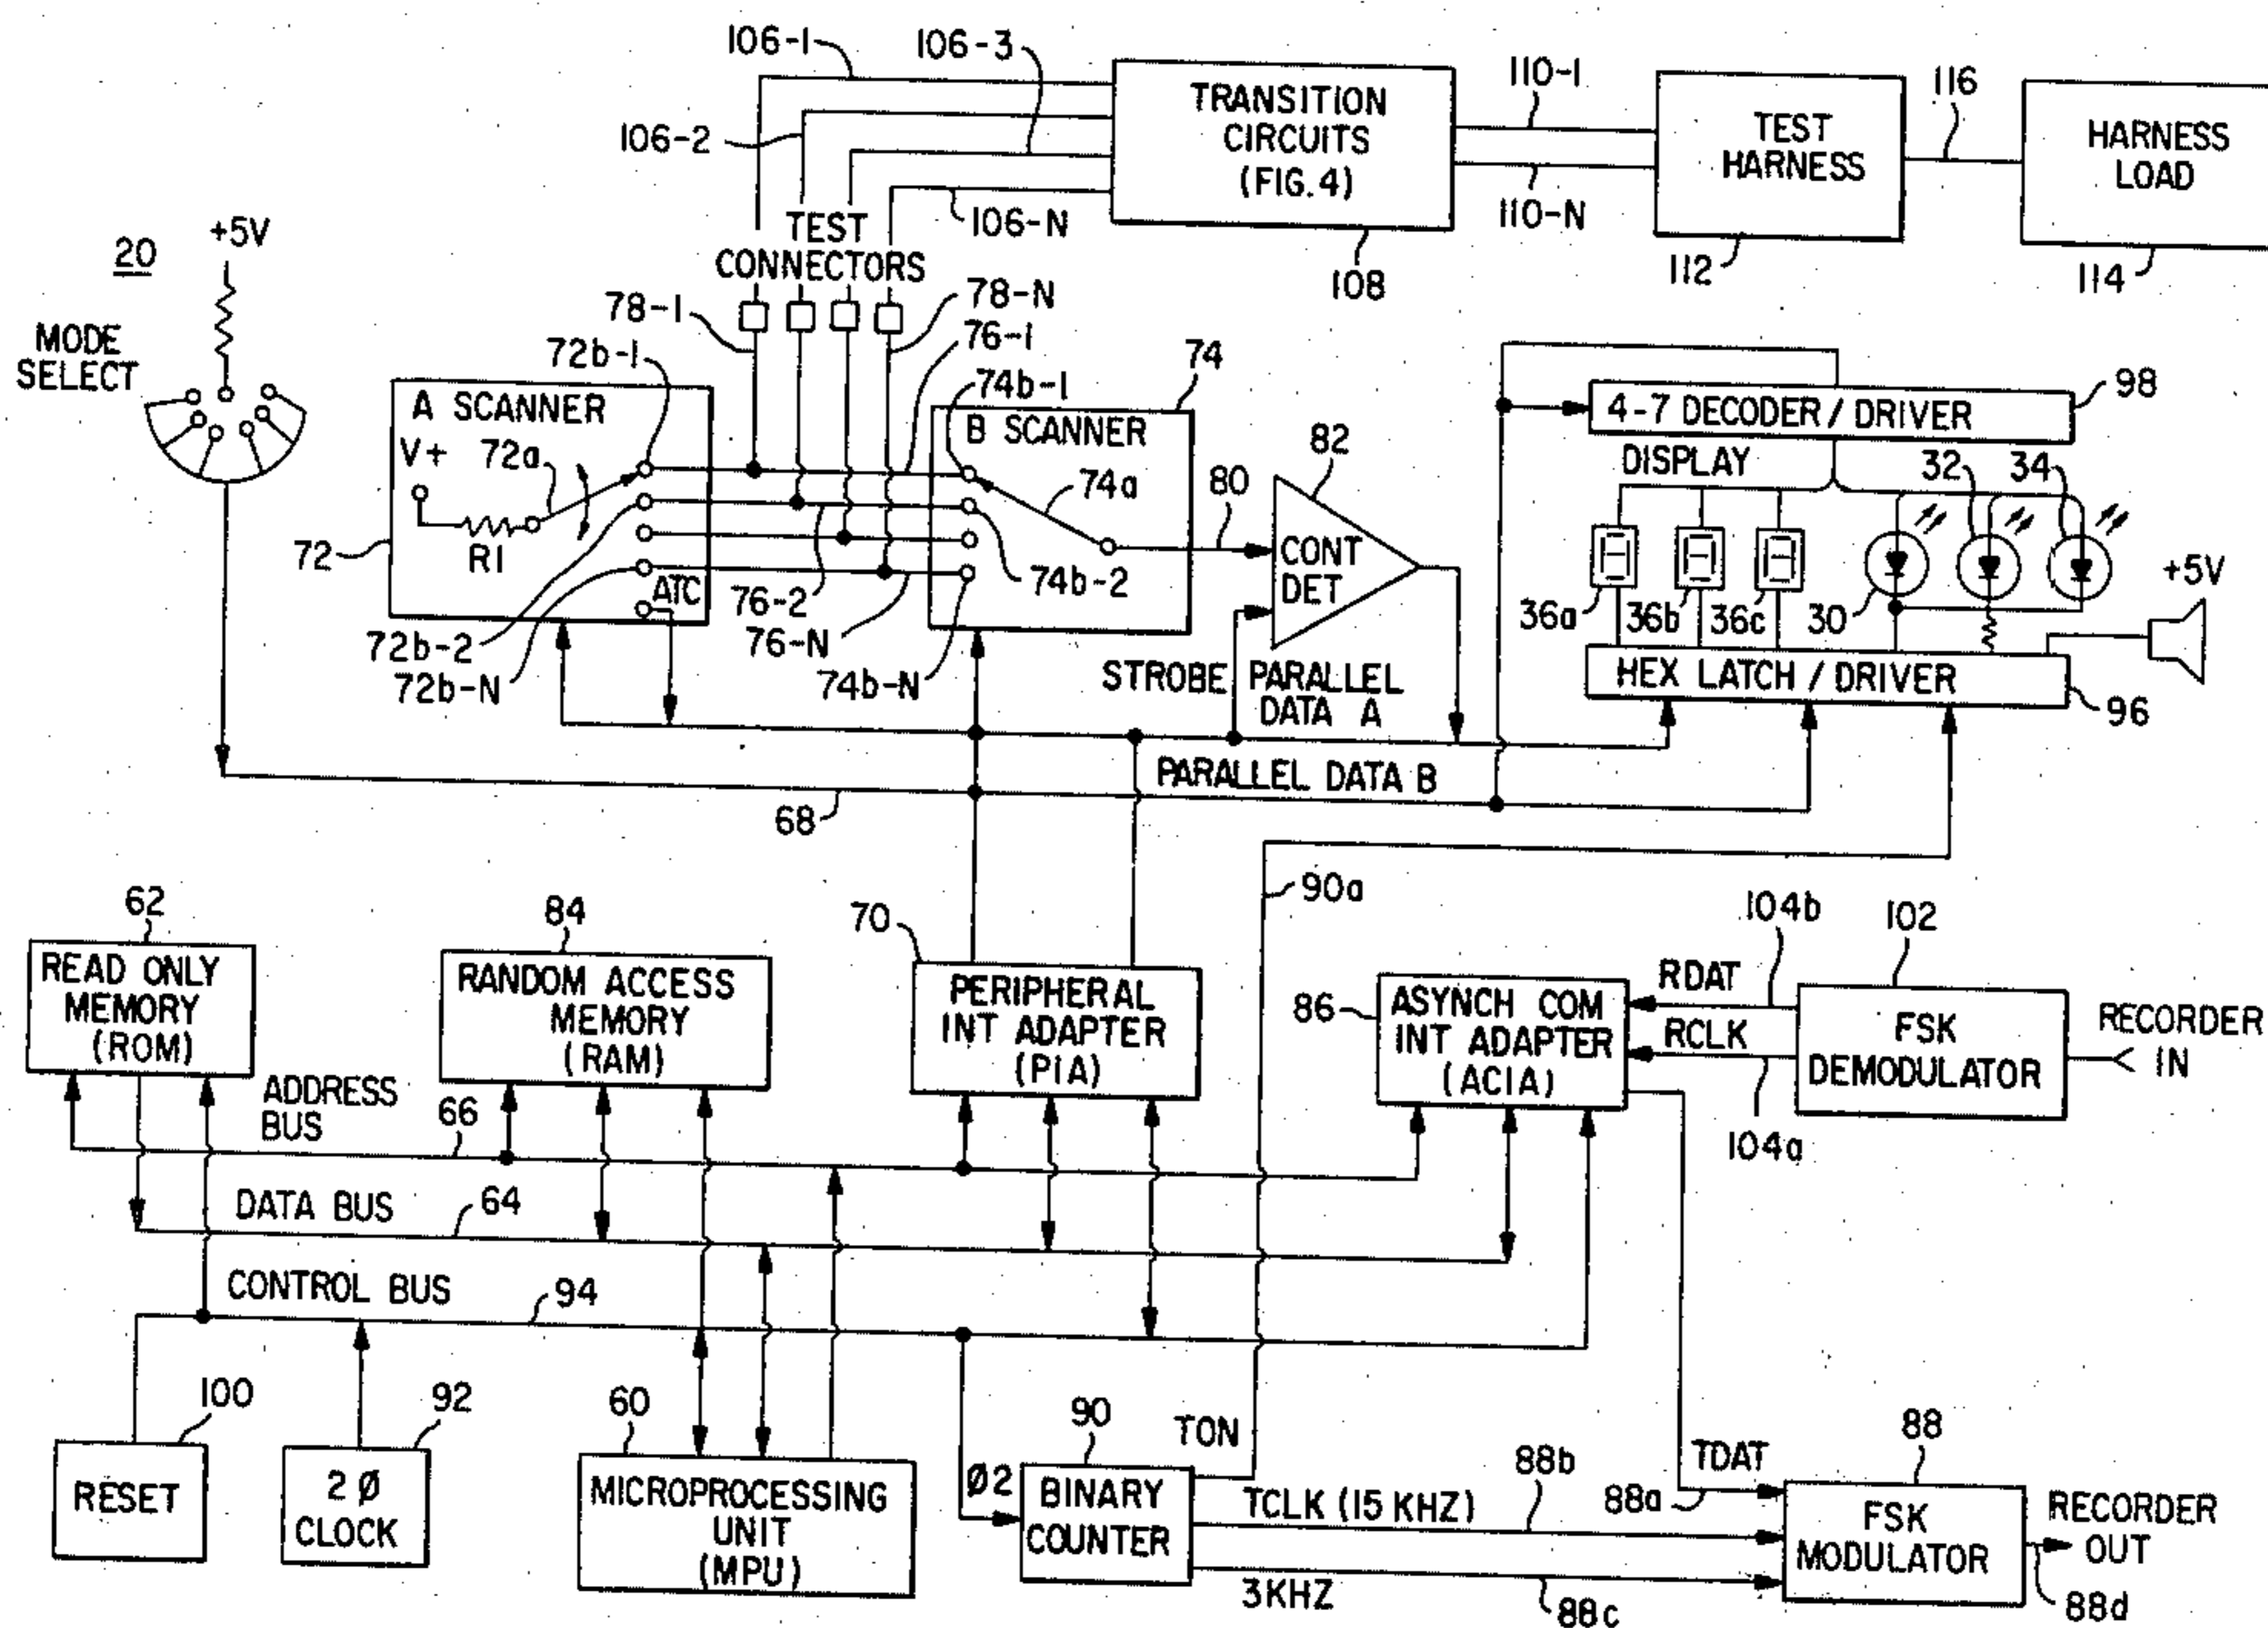 106-1
106-3
106-2
TRANSITION
CIRCUITS
(FIG. 4)
110-1
110-N
TEST
HARNESS
116
HARNESS
LOAD
106-N
108
112
114
20
+5V
MODE
SELECT
TEST
CONNECTORS
78-1
78-N
76-1
72b-1
74b-1
74
A SCANNER
V+
72a
R1
72
ATC
72b-2
72b-N
76-2
76-N
B SCANNER
74a
74b-2
74b-N
80
82
CONT
DET
STROBE
PARALLEL
DATA A
4-7 DECODER / DRIVER
98
DISPLAY
32
34
36a
36b
36c
30
+5V
HEX LATCH / DRIVER
96
PARALLEL DATA B
68
90a
62
READ ONLY
MEMORY
(ROM)
84
RANDOM ACCESS
MEMORY
(RAM)
70
PERIPHERAL
INT ADAPTER
(PIA)
86
ASYNCH COM
INT ADAPTER
(ACIA)
RDAT
104b
RCLK
104a
102
FSK
DEMODULATOR
RECORDER
IN
ADDRESS
BUS
66
DATA BUS
64
CONTROL BUS
94
100
RESET
92
2 Ø
CLOCK
60
MICROPROCESSING
UNIT
(MPU)
Ø2
90
BINARY
COUNTER
TON
TCLK (15 KHZ)
88b
3KHZ
88c
TDAT
88a
88
FSK
MODULATOR
RECORDER
OUT
88d